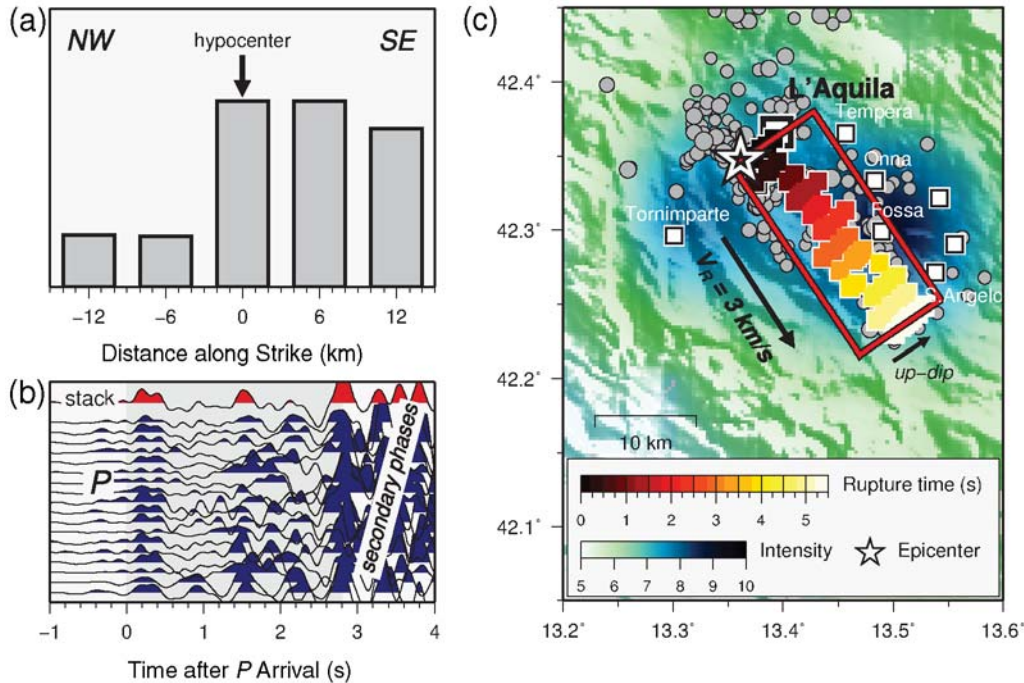 (a)
NW
SE
hypocenter
−12
−6
0
6
12
Distance along Strike (km)
(b)
stack
P
secondary phases
−1
0
1
2
3
4
Time after P Arrival (s)
(c)
42.4°
42.3°
42.2°
42.1°
L'Aquila
Tempera
Onna
Tornimparte
Fossa
S.Angelo
V_R = 3 km/s
up−dip
10 km
Rupture time (s)
0 1 2 3 4 5
Intensity
Epicenter
5 6 7 8 9 10
13.2° 13.3° 13.4° 13.5° 13.6°